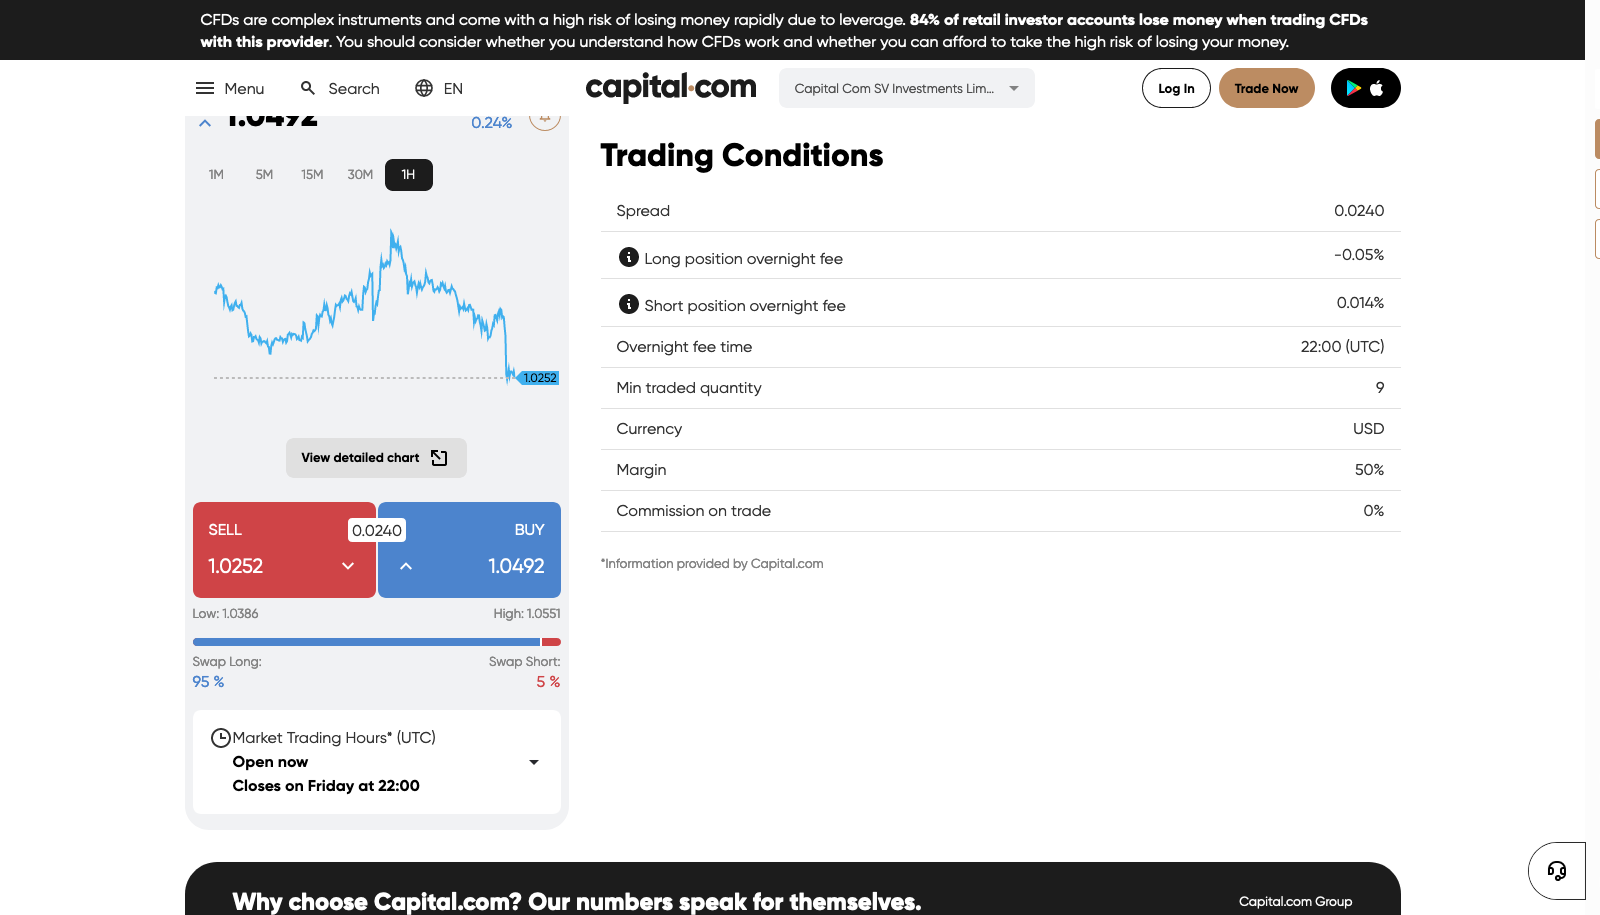 CFDs are complex instruments and come with a high risk of losing money rapidly due to leverage. 84% of retail investor accounts lose money when trading CFDs
with this provider. You should consider whether you understand how CFDs work and whether you can afford to take the high risk of losing your money.
Menu Search EN capital.com Capital Com SV Investments Lim... Log In Trade Now
1.0492 0.24%
1M 5M 15M 30M 1H
1.0252
View detailed chart
SELL 0.0240 BUY
1.0252 1.0492
Low: 1.0386 High: 1.0551
Swap Long: Swap Short:
95 % 5 %
Market Trading Hours* (UTC)
Open now
Closes on Friday at 22:00
Trading Conditions
Spread 0.0240
Long position overnight fee -0.05%
Short position overnight fee 0.014%
Overnight fee time 22:00 (UTC)
Min traded quantity 9
Currency USD
Margin 50%
Commission on trade 0%
*Information provided by Capital.com
Why choose Capital.com? Our numbers speak for themselves. Capital.com Group